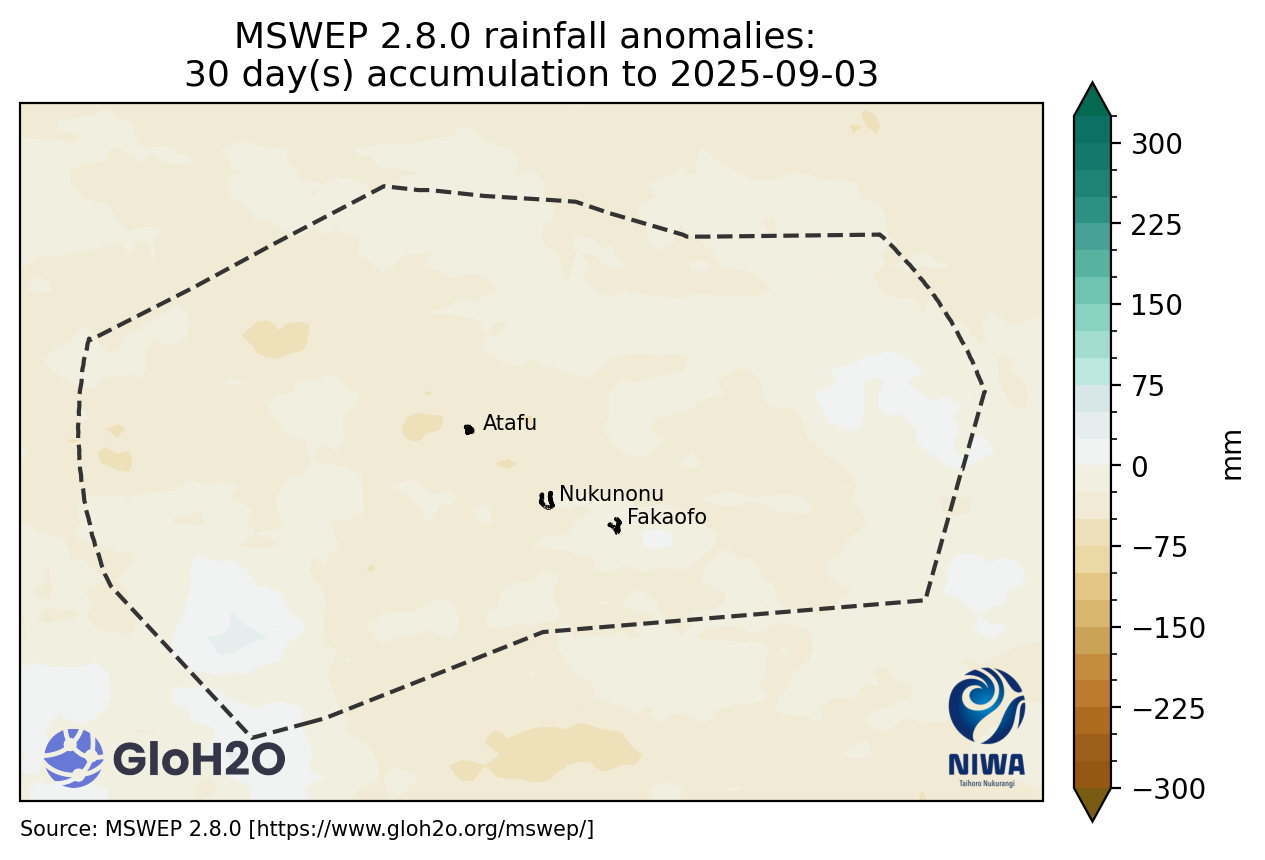 MSWEP 2.8.0 rainfall anomalies:
30 day(s) accumulation to 2025-09-03
300
225
150
75
0
−75
−150
−225
−300
mm
Atafu
Nukunonu
Fakaofo
GloH2O
NIWA
Taihoro Nukurangi
Source: MSWEP 2.8.0 [https://www.gloh2o.org/mswep/]